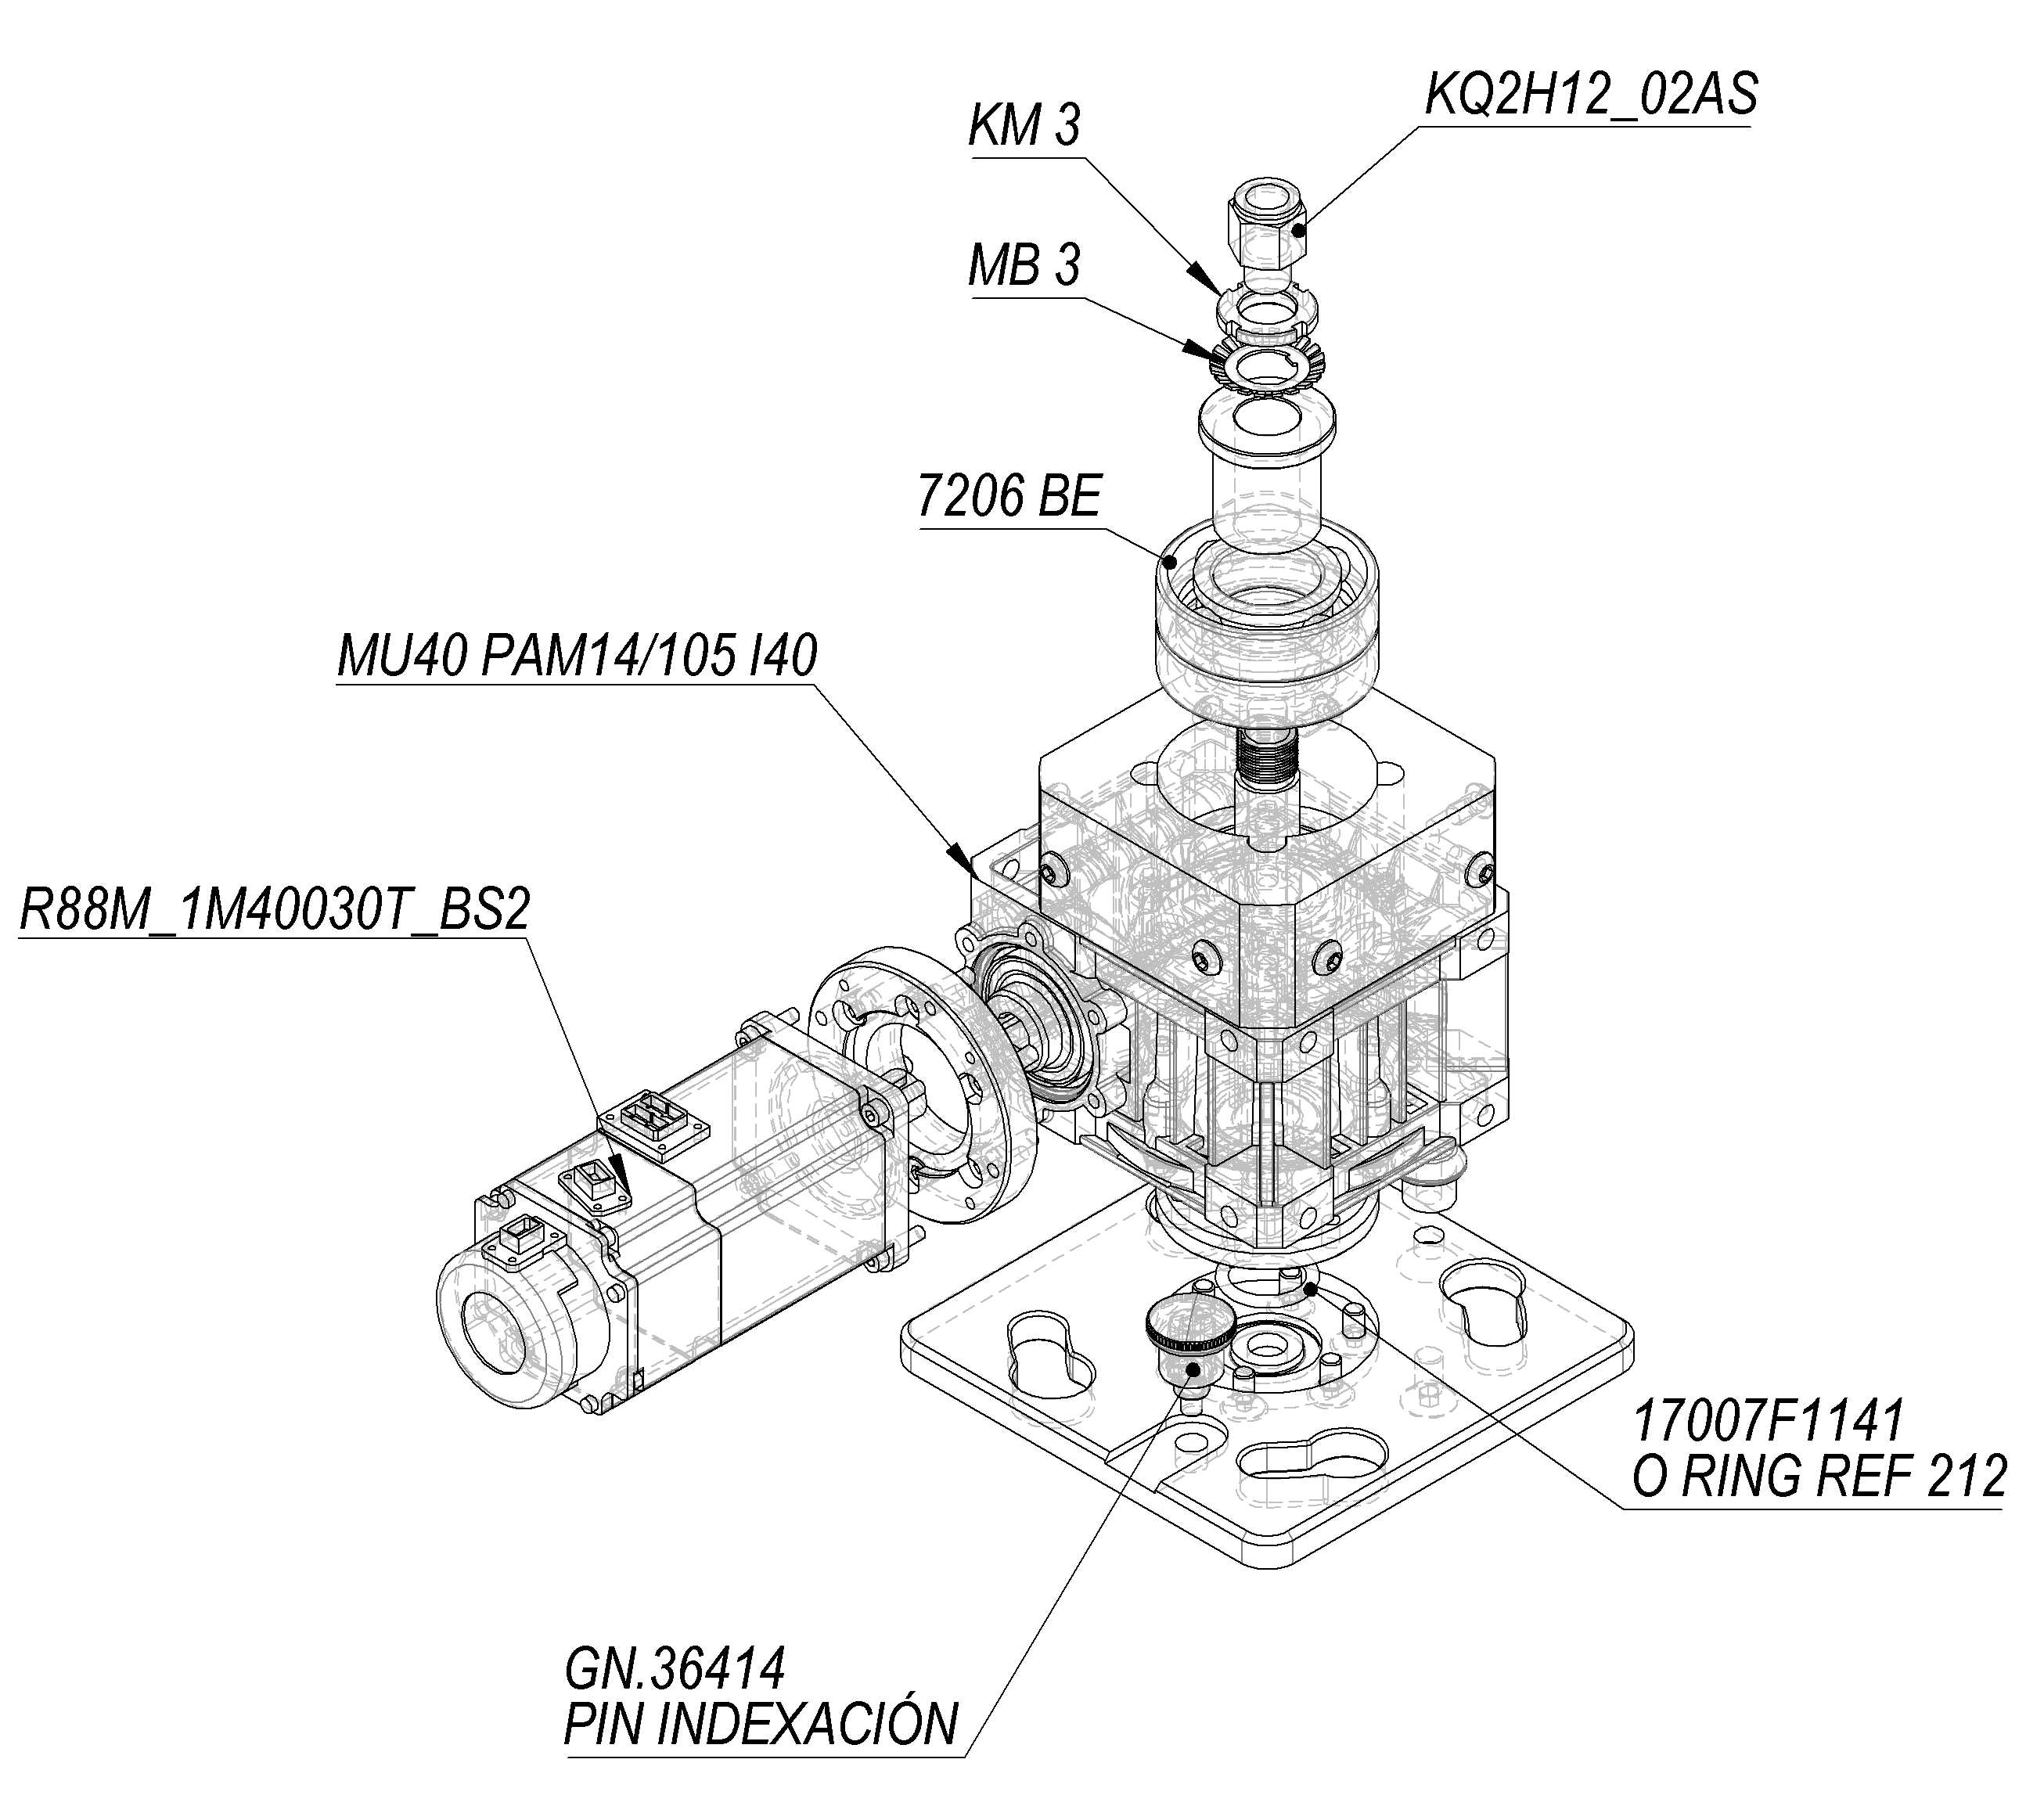 KQ2H12_02AS
KM 3
MB 3
7206 BE
MU40 PAM14/105 I40
R88M_1M40030T_BS2
17007F1141
O RING REF 212
GN.36414
PIN INDEXACIÓN